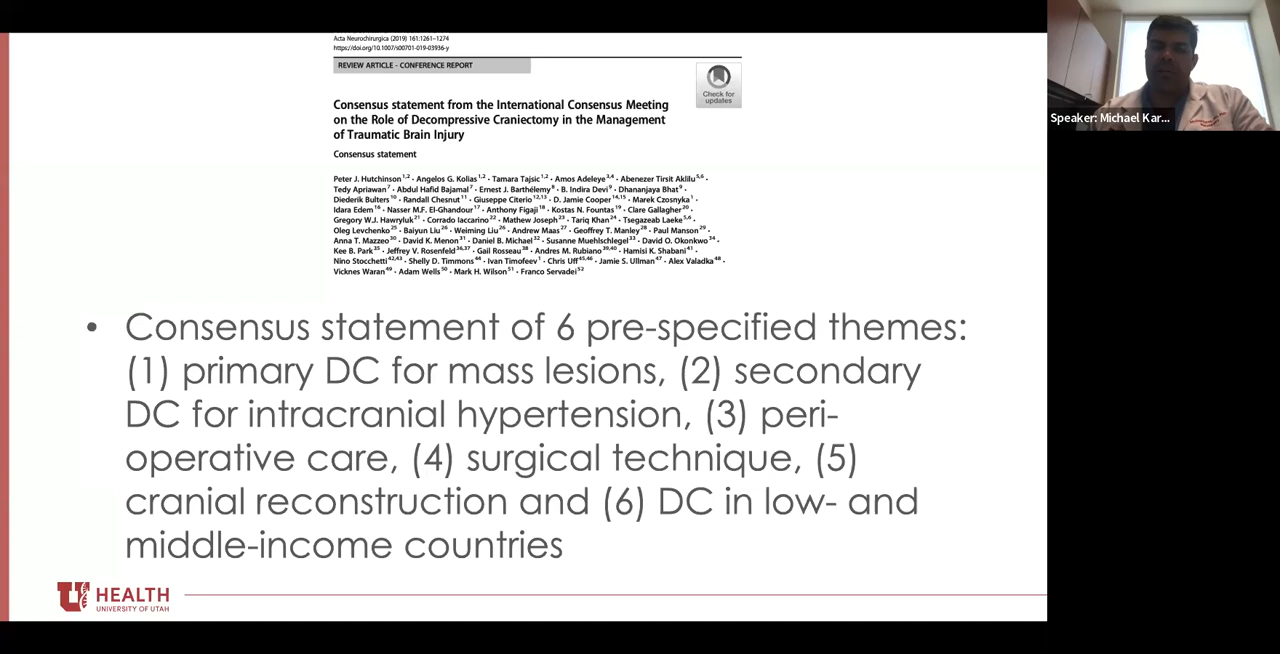 Acta Neurochirurgica (2019) 161:1261–1274
https://doi.org/10.1007/s00701-019-03936-y
REVIEW ARTICLE - CONFERENCE REPORT
Check for
updates
Consensus statement from the International Consensus Meeting
on the Role of Decompressive Craniectomy in the Management
of Traumatic Brain Injury
Consensus statement
Peter J. Hutchinson 1,2 · Angelos G. Kolias 1,2 · Tamara Tajsic 1,2 · Amos Adeleye 3,4 · Abenezer Tirsit Aklilu 5,6 ·
Tedy Apriawan 7 · Abdul Hafid Bajamal 7 · Ernest J. Barthélemy 8 · B. Indira Devi 9 · Dhananjaya Bhat 9 ·
Diederik Bulters 10 · Randall Chesnut 11 · Giuseppe Citerio 12,13 · D. Jamie Cooper 14,15 · Marek Czosnyka 1 ·
Idara Edem 16 · Nasser M.F. El-Ghandour 17 · Anthony Figaji 18 · Kostas N. Fountas 19 · Clare Gallagher 20 ·
Gregory W.J. Hawryluk 21 · Corrado Iaccarino 22 · Mathew Joseph 23 · Tariq Khan 24 · Tsegazeab Laeke 5,6 ·
Oleg Levchenko 25 · Baiyun Liu 26 · Weiming Liu 26 · Andrew Maas 27 · Geoffrey T. Manley 28 · Paul Manson 29 ·
Anna T. Mazzeo 30 · David K. Menon 31 · Daniel B. Michael 32 · Susanne Muehlschlegel 33 · David O. Okonkwo 34 ·
Kee B. Park 35 · Jeffrey V. Rosenfeld 36,37 · Gail Rosseau 38 · Andres M. Rubiano 39,40 · Hamisi K. Shabani 41 ·
Nino Stocchetti 42,43 · Shelly D. Timmons 44 · Ivan Timofeev 1 · Chris Uff 45,46 · Jamie S. Ullman 47 · Alex Valadka 48 ·
Vicknes Waran 49 · Adam Wells 50 · Mark H. Wilson 51 · Franco Servadei 52
• Consensus statement of 6 pre-specified themes:
(1) primary DC for mass lesions, (2) secondary
DC for intracranial hypertension, (3) peri-
operative care, (4) surgical technique, (5)
cranial reconstruction and (6) DC in low- and
middle-income countries
U HEALTH
UNIVERSITY OF UTAH
Speaker: Michael Kar...